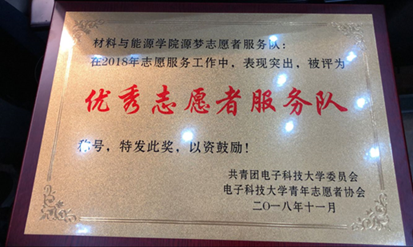 材料与能源学院源梦志愿者服务队：
在2018年志愿服务工作中，表现突出，被评为
优秀志愿者服务队
称号，特发此奖，以资鼓励！
共青团电子科技大学委员会
电子科技大学青年志愿者协会
二〇一八年十一月